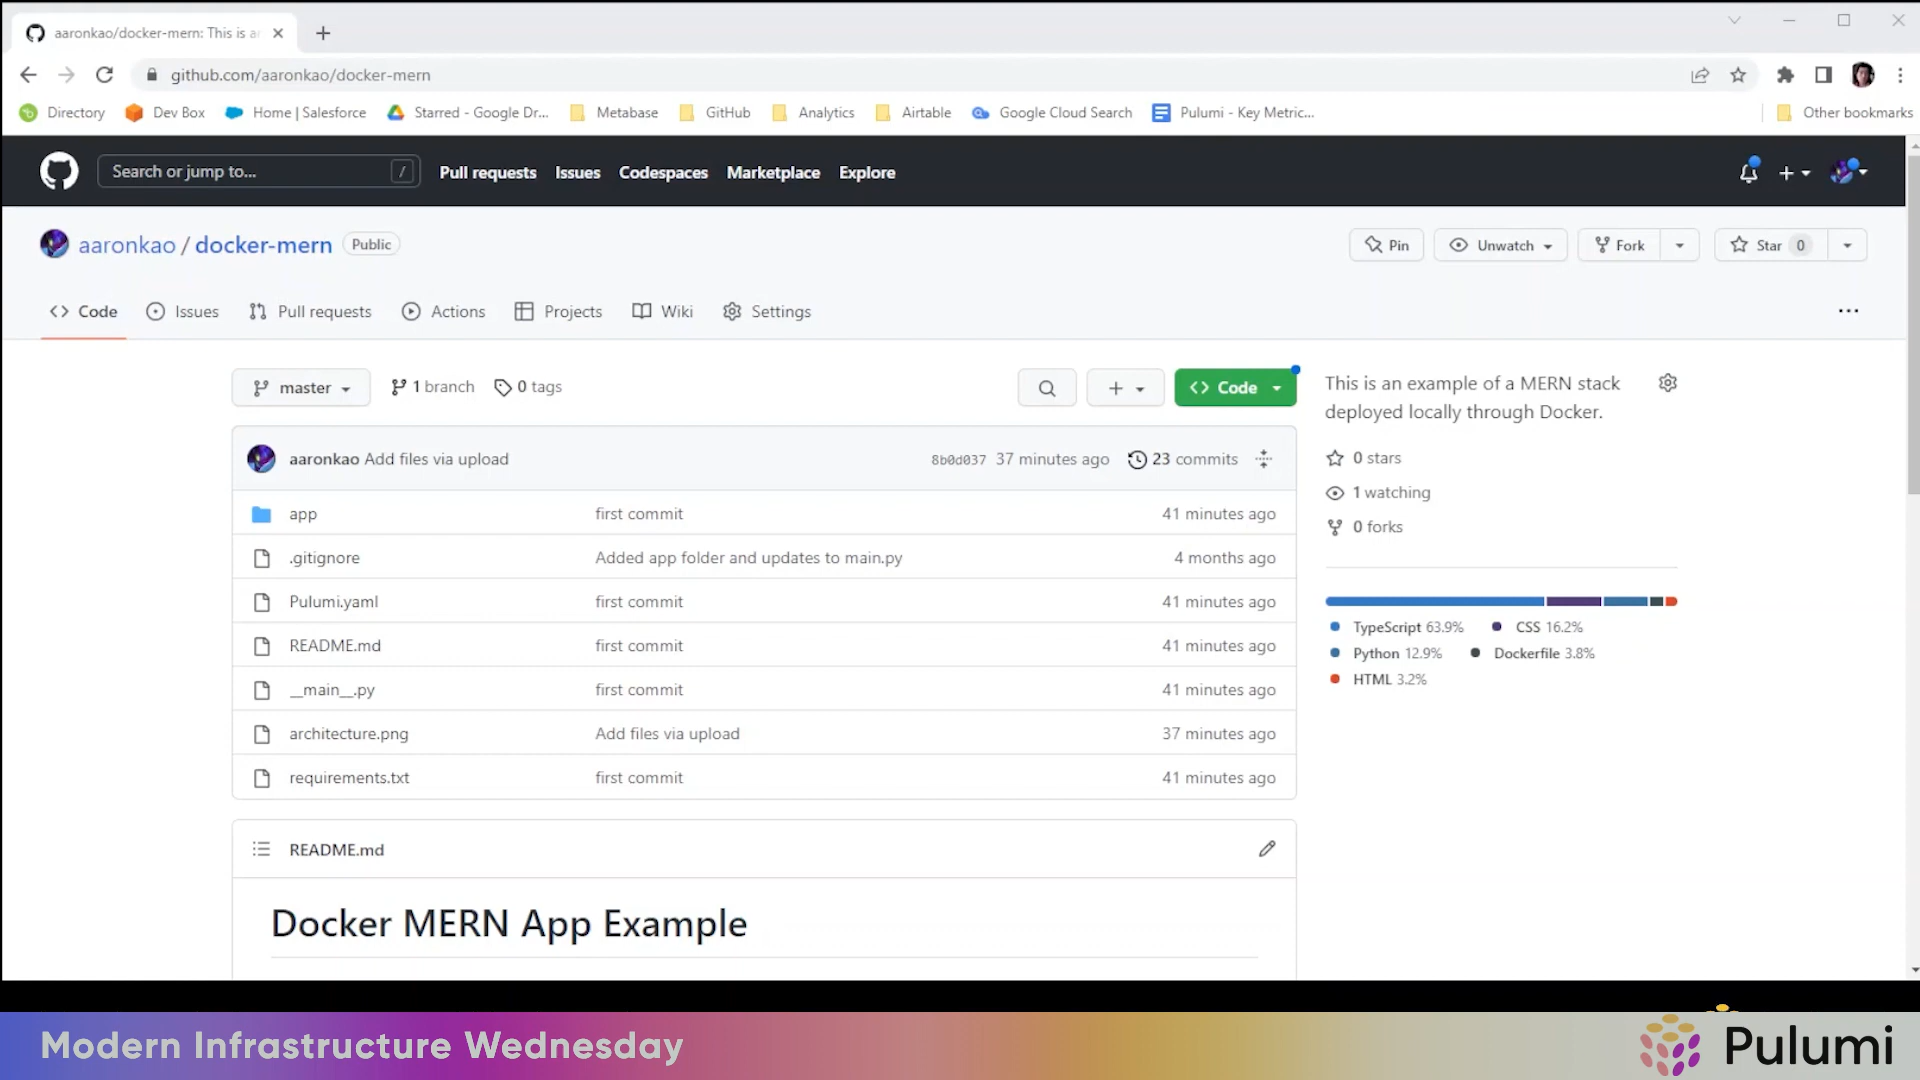 aaronkao/docker-mern: This is a
github.com/aaronkao/docker-mern
Directory
Dev Box
Home | Salesforce
Starred - Google Dr...
Metabase
GitHub
Analytics
Airtable
Google Cloud Search
Pulumi - Key Metric...
Other bookmarks
Search or jump to...
/
Pull requests
Issues
Codespaces
Marketplace
Explore
aaronkao / docker-mern
Public
Pin
Unwatch
Fork
Star 0
Code
Issues
Pull requests
Actions
Projects
Wiki
Settings
master
1 branch
0 tags
Code
This is an example of a MERN stack
deployed locally through Docker.
aaronkao Add files via upload
8b0d037 37 minutes ago
23 commits
0 stars
1 watching
0 forks
app first commit 41 minutes ago
.gitignore Added app folder and updates to main.py 4 months ago
Pulumi.yaml first commit 41 minutes ago
README.md first commit 41 minutes ago
__main__.py first commit 41 minutes ago
architecture.png Add files via upload 37 minutes ago
requirements.txt first commit 41 minutes ago
TypeScript 63.9%
CSS 16.2%
Python 12.9%
Dockerfile 3.8%
HTML 3.2%
README.md
Docker MERN App Example
Modern Infrastructure Wednesday
Pulumi